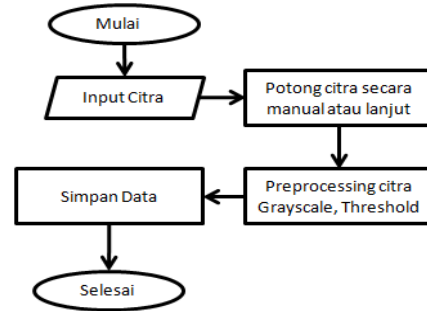 Mulai
Input Citra
Potong citra secara
manual atau lanjut
Preprocessing citra
Grayscale, Threshold
Simpan Data
Selesai